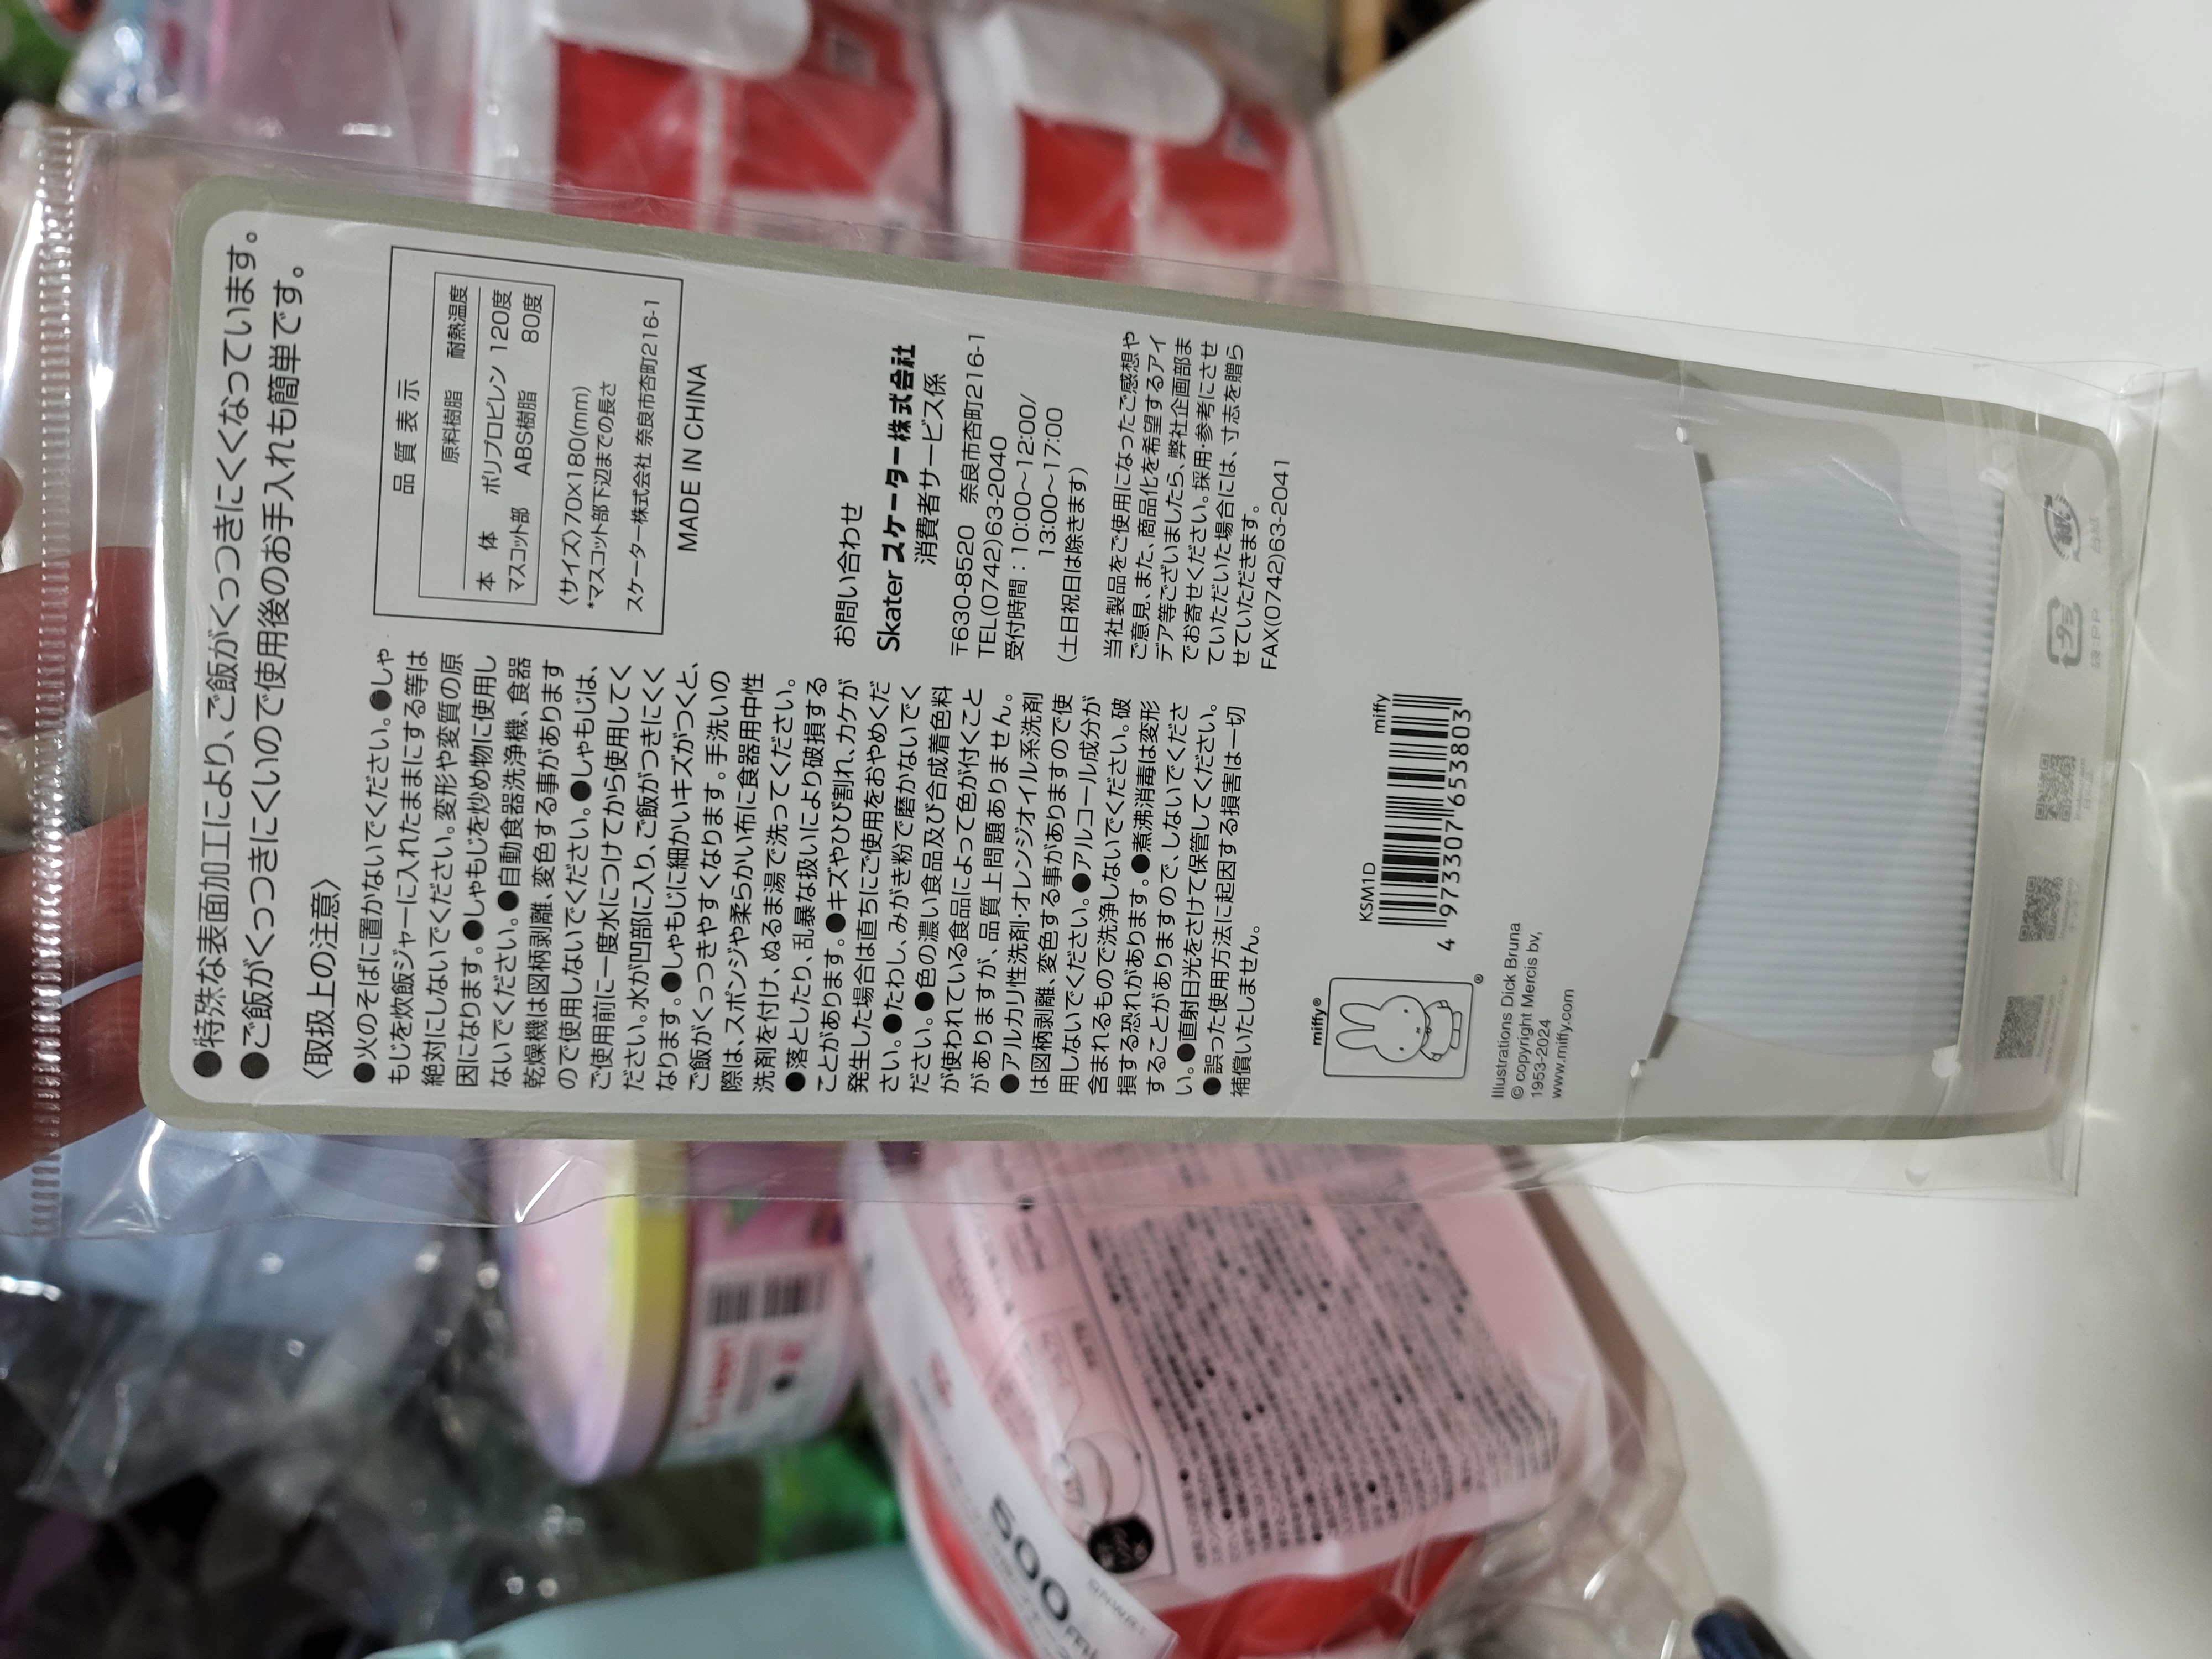 ●特殊な表面加工により、ご飯がくっつきにくくなっています。
●ご飯がくっつきにくいので使用後のお手入れも簡単です。
〈取扱上の注意〉
●火のそばに置かないでください。●しゃ
もじを炊飯ジャーに入れたままにする等は
絶対にしないでください。変形や変質の原
因になります。●しゃもじを炒め物に使用し
ないでください。●自動食器洗浄機、食器
乾燥機は図柄剥離、変色する事があります
ので使用しないでください。●しゃもじは、
ご使用前に一度水につけてから使用してく
ださい。水が凹部に入り、ご飯がつきにくく
なります。●しゃもじに細かいキズがつくと、
ご飯がくっつきやすくなります。手洗いの
際は、スポンジや柔らかい布に食器用中性
洗剤を付け、ぬるま湯で洗ってください。
●落としたり、乱暴な扱いにより破損する
ことがあります。●キズやひび割れ、カケが
発生した場合は直ちにご使用をおやめくだ
さい。●たわし、みがき粉で磨かないでく
ださい。●色の濃い食品及び合成着色料
が使われている食品によって色が付くこと
がありますが、品質上問題ありません。
●アルカリ性洗剤・オレンジオイル系洗剤
は図柄剥離、変色する事がありますので使
用しないでください。●アルコール成分が
含まれるもので洗浄しないでください。破
損する恐れがあります。●煮沸消毒は変形
することがありますので、しないでくださ
い。●直射日光をさけて保管してください。
●誤った使用方法に起因する損害は一切
補償いたしません。
品質表示
原料樹脂 耐熱温度
本 体 ポリプロピレン 120度
マスコット部 ABS樹脂 80度
〈サイズ〉70×180(mm)
*マスコット部下辺までの長さ
スケーター株式会社 奈良市杏町216-1
MADE IN CHINA
お問い合わせ
Skater スケーター株式会社
消費者サービス係
〒630-8520 奈良市杏町216-1
TEL(0742)63-2040
受付時間：10:00〜12:00/
13:00〜17:00
(土日祝日は除きます)
当社製品をご使用になったご感想や
ご意見、また、商品化を希望するアイ
デア等ございましたら、弊社企画部ま
でお寄せください。採用・参考にさせ
ていただいた場合には、寸志を贈ら
せていただきます。
FAX(0742)63-2041
miffy®
®
KSM1D
miffy
4 973307 653803
Illustrations Dick Bruna
© copyright Mercis bv,
1953-2024
www.miffy.com
紙
台紙
プラ
袋:PP
500ml